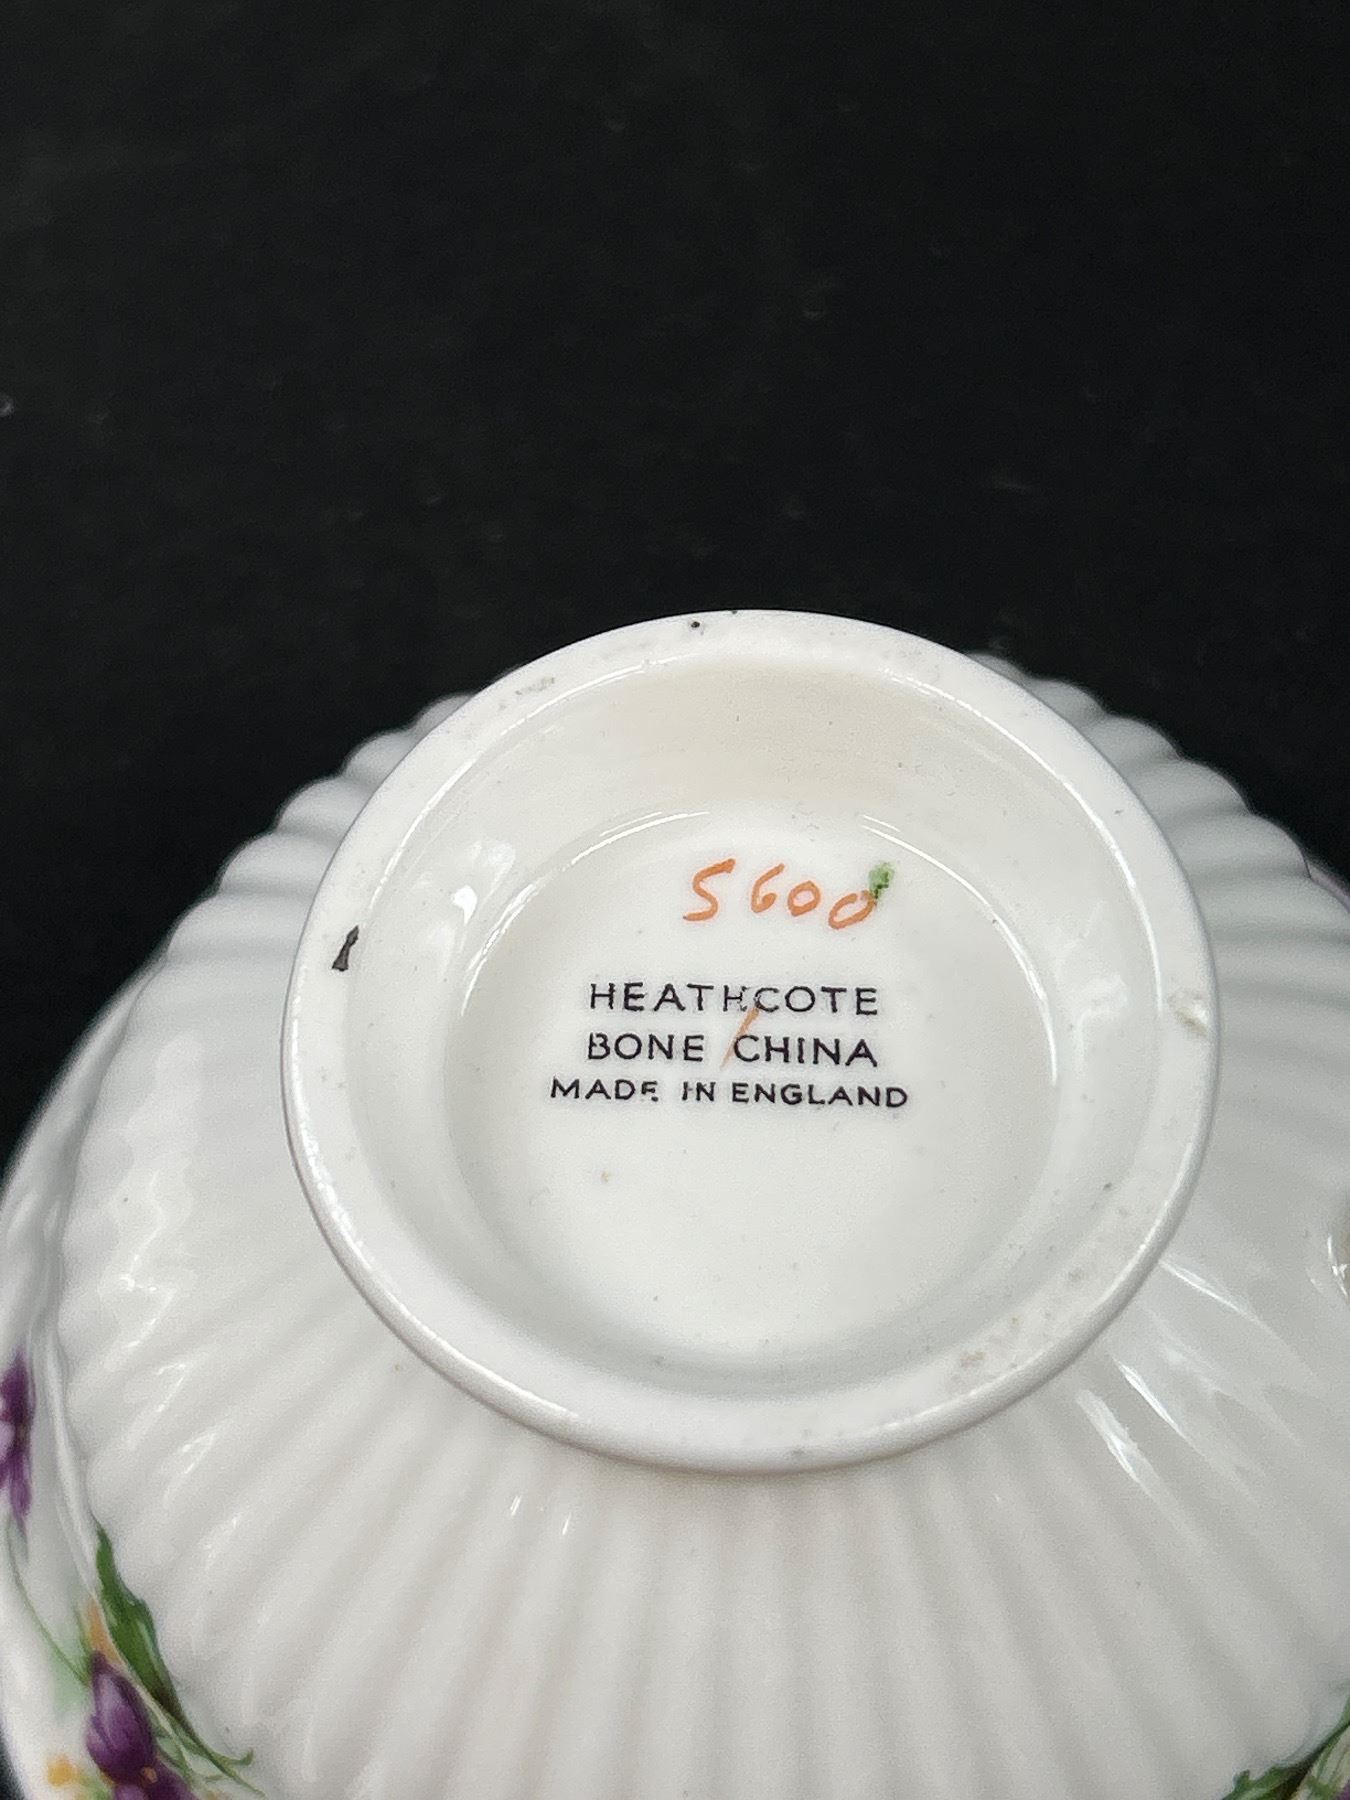 5600
HEATHCOTE
BONE CHINA
MADE IN ENGLAND